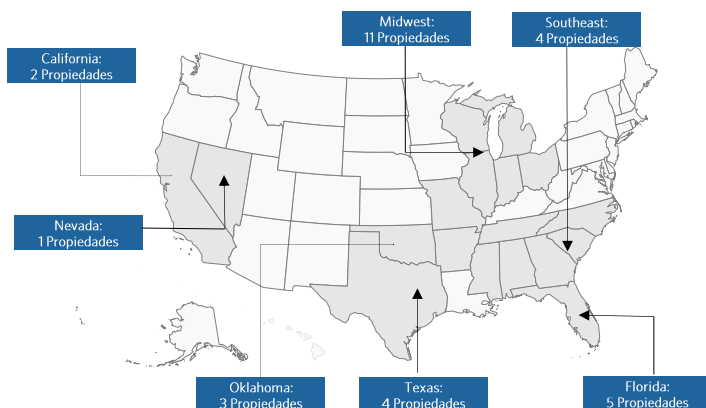 Midwest:
11 Propiedades
Southeast:
4 Propiedades
California:
2 Propiedades
Nevada:
1 Propiedades
Oklahoma:
3 Propiedades
Texas:
4 Propiedades
Florida:
5 Propiedades